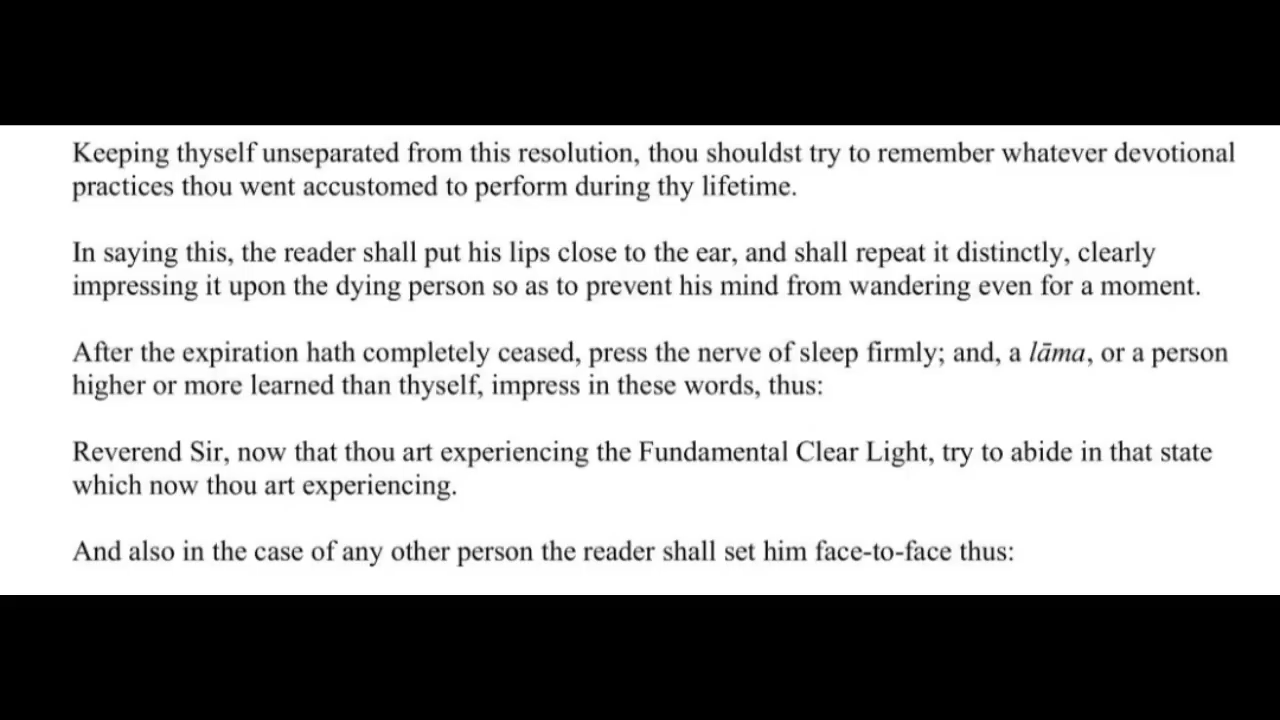 Keeping thyself unseparated from this resolution, thou shouldst try to remember whatever devotional
practices thou went accustomed to perform during thy lifetime.
In saying this, the reader shall put his lips close to the ear, and shall repeat it distinctly, clearly
impressing it upon the dying person so as to prevent his mind from wandering even for a moment.
After the expiration hath completely ceased, press the nerve of sleep firmly; and, a lāma, or a person
higher or more learned than thyself, impress in these words, thus:
Reverend Sir, now that thou art experiencing the Fundamental Clear Light, try to abide in that state
which now thou art experiencing.
And also in the case of any other person the reader shall set him face-to-face thus: